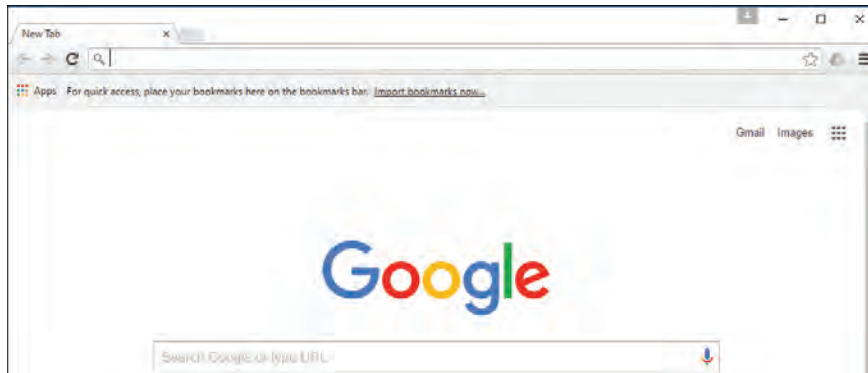 New Tab
Apps For quick access, place your bookmarks here on the bookmarks bar. Import bookmarks now...
Gmail Images
Google
Search Google or type URL